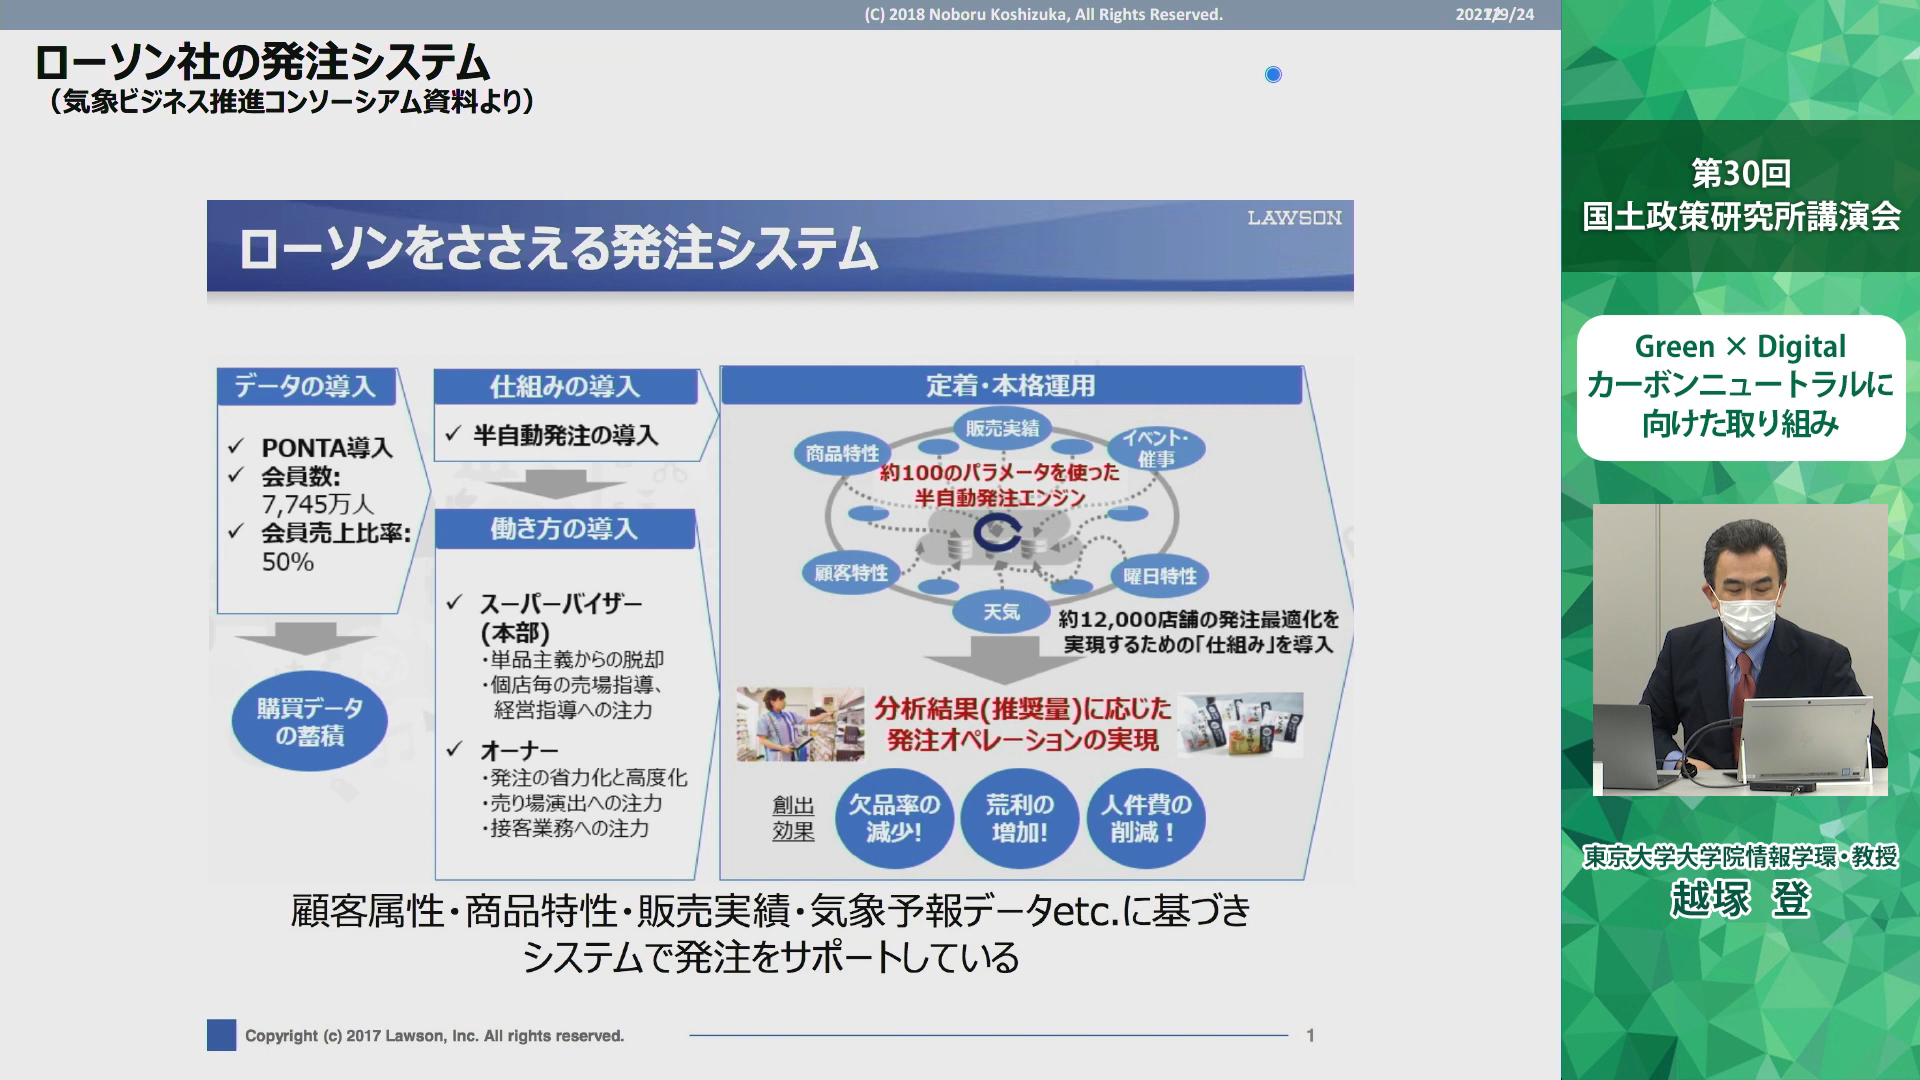 (C) 2018 Noboru Koshizuka, All Rights Reserved.
ローソン社の発注システム
（気象ビジネス推進コンソーシアム資料より）
LAWSON
ローソンをささえる発注システム
データの導入
✓ PONTA導入
✓ 会員数:
7,745万人
✓ 会員売上比率:
50%
購買データ
の蓄積
仕組みの導入
✓ 半自動発注の導入
働き方の導入
✓ スーパーバイザー
(本部)
・単品主義からの脱却
・個店毎の売場指導、
経営指導への注力
✓ オーナー
・発注の省力化と高度化
・売り場演出への注力
・接客業務への注力
定着・本格運用
販売実績
商品特性
イベント・
催事
約100のパラメータを使った
半自動発注エンジン
顧客特性
曜日特性
天気
約12,000店舗の発注最適化を
実現するための「仕組み」を導入
分析結果(推奨量)に応じた
発注オペレーションの実現
創出
効果
欠品率の
減少!
荒利の
増加!
人件費の
削減！
顧客属性・商品特性・販売実績・気象予報データetc.に基づき
システムで発注をサポートしている
Copyright (c) 2017 Lawson, Inc. All rights reserved.
1
第30回
国土政策研究所講演会
Green × Digital
カーボンニュートラルに
向けた取り組み
東京大学大学院情報学環・教授
越塚 登